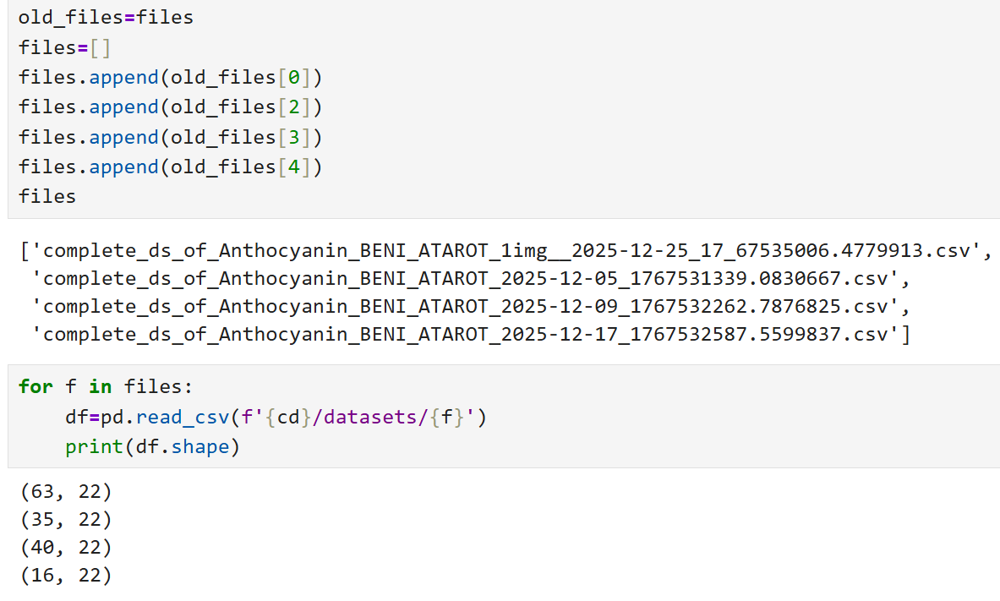 old_files=files
files=[]
files.append(old_files[0])
files.append(old_files[2])
files.append(old_files[3])
files.append(old_files[4])
files
['complete_ds_of_Anthocyanin_BENI_ATAROT_1img__2025-12-25_17_67535006.4779913.csv',
 'complete_ds_of_Anthocyanin_BENI_ATAROT_2025-12-05_1767531339.0830667.csv',
 'complete_ds_of_Anthocyanin_BENI_ATAROT_2025-12-09_1767532262.7876825.csv',
 'complete_ds_of_Anthocyanin_BENI_ATAROT_2025-12-17_1767532587.5599837.csv']
for f in files:
    df=pd.read_csv(f'{cd}/datasets/{f}')
    print(df.shape)
(63, 22)
(35, 22)
(40, 22)
(16, 22)